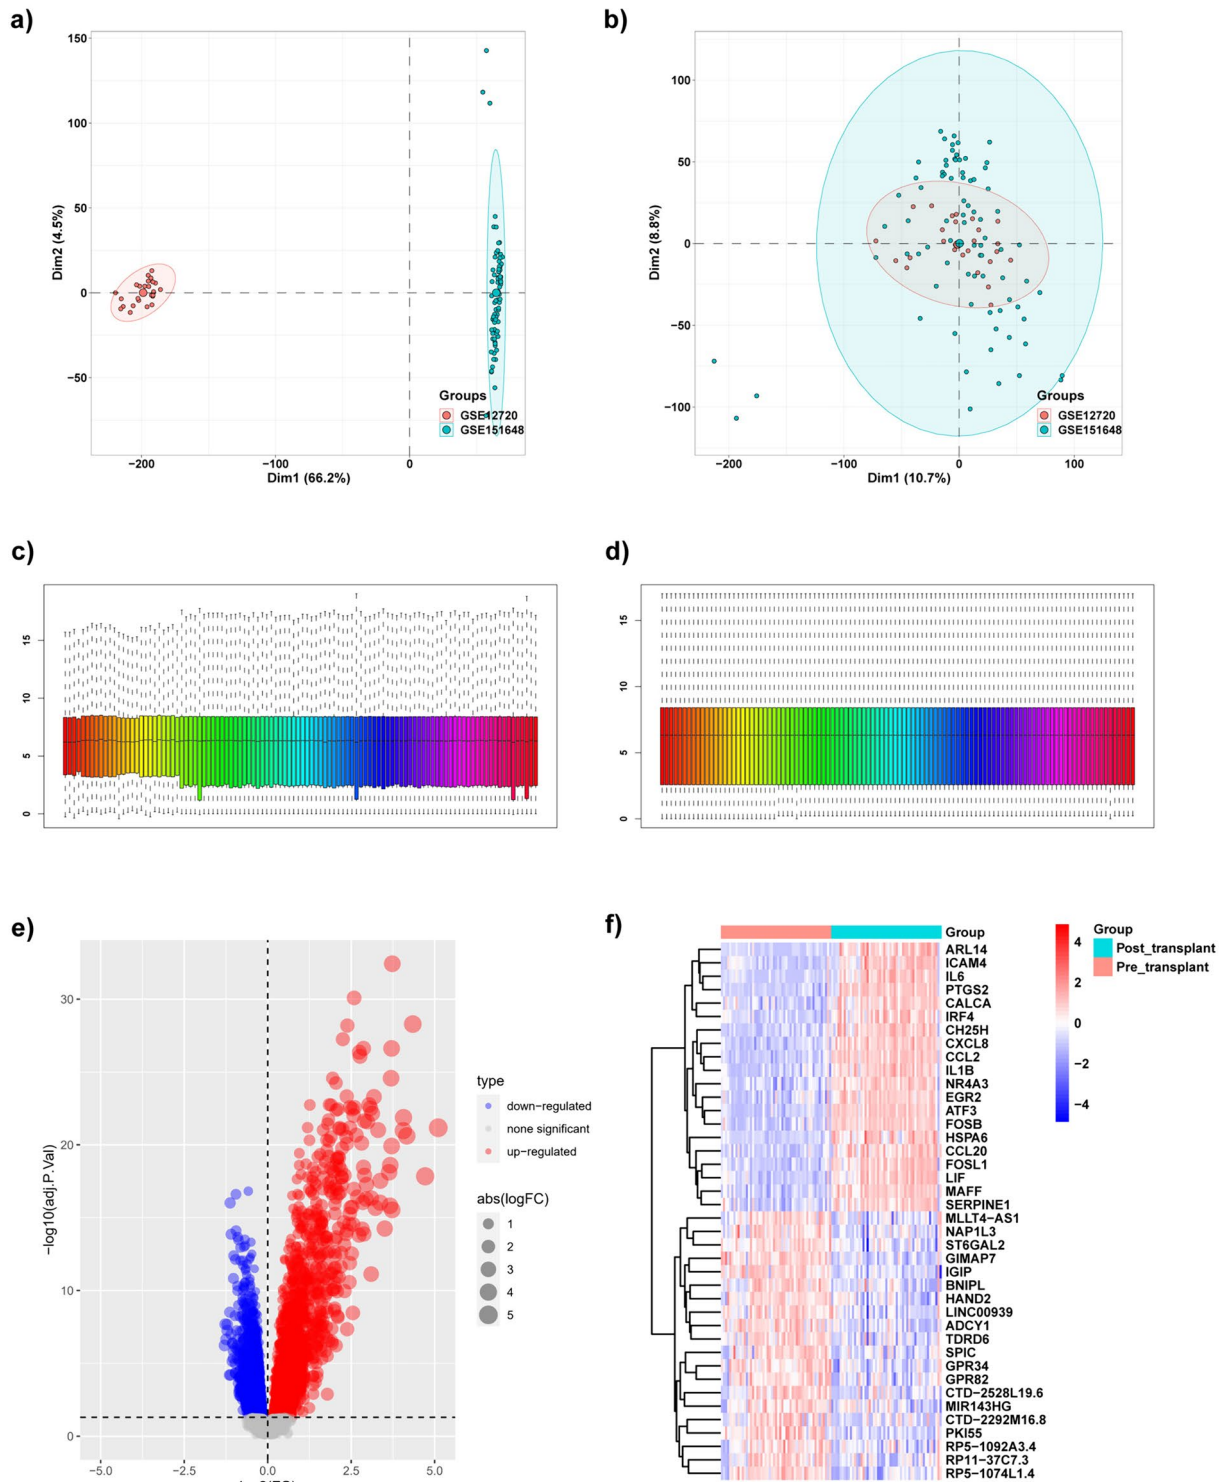 a)
150
100
50
0
−50
Dim2 (4.5%)
−200
−100
0
Dim1 (66.2%)
Groups
GSE12720
GSE151648
b)
100
50
0
−50
−100
Dim2 (8.8%)
−200
−100
0
100
Dim1 (10.7%)
Groups
GSE12720
GSE151648
c)
15
10
5
0
d)
15
10
5
0
e)
30
20
10
0
−log10(adj.P.Val)
−5.0
−2.5
0.0
2.5
5.0
type
down-regulated
none significant
up-regulated
abs(logFC)
1
2
3
4
5
f)
Group
ARL14
ICAM4
IL6
PTGS2
CALCA
IRF4
CH25H
CXCL8
CCL2
IL1B
NR4A3
EGR2
ATF3
FOSB
HSPA6
CCL20
FOSL1
LIF
MAFF
SERPINE1
MLLT4−AS1
NAP1L3
ST6GAL2
GIMAP7
IGIP
BNIPL
HAND2
LINC00939
ADCY1
TDRD6
SPIC
GPR34
GPR82
CTD−2528L19.6
MIR143HG
CTD−2292M16.8
PKI55
RP5−1092A3.4
RP11−37C7.3
RP5−1074L1.4
4
2
0
−2
−4
Group
Post_transplant
Pre_transplant